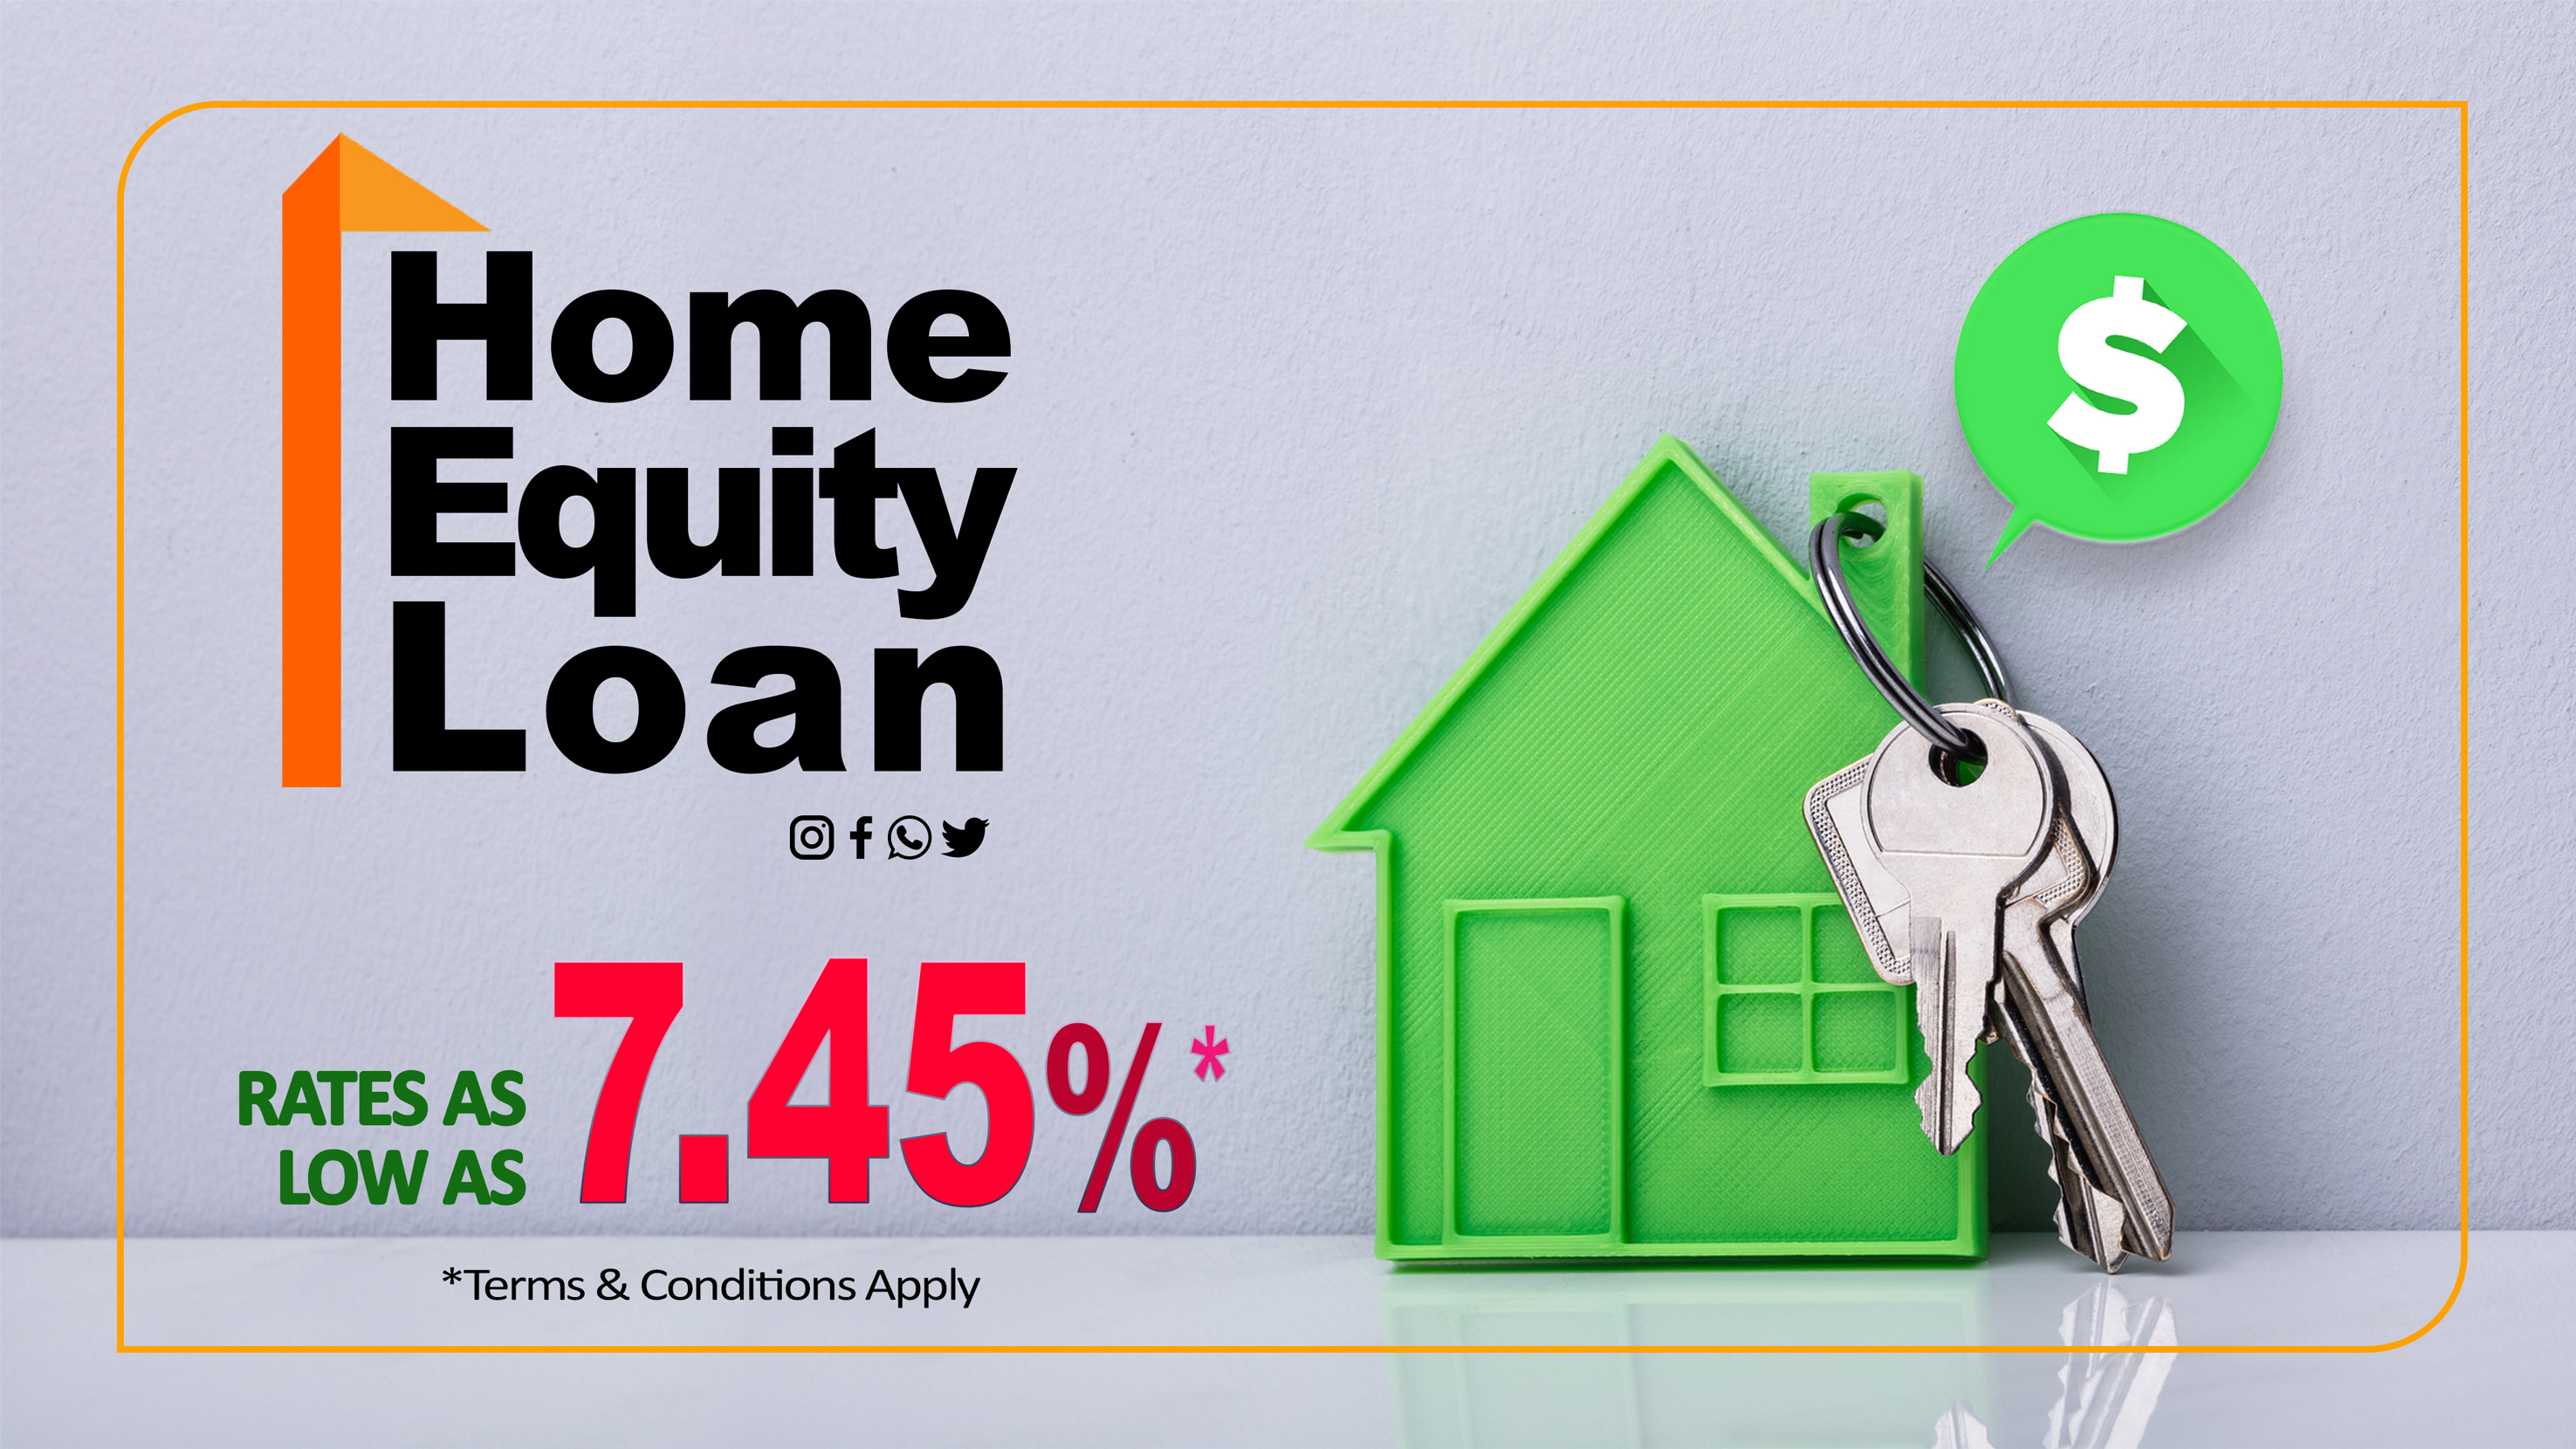 Home
Equity
Loan
RATES AS
LOW AS
7.45%*
*Terms & Conditions Apply
$